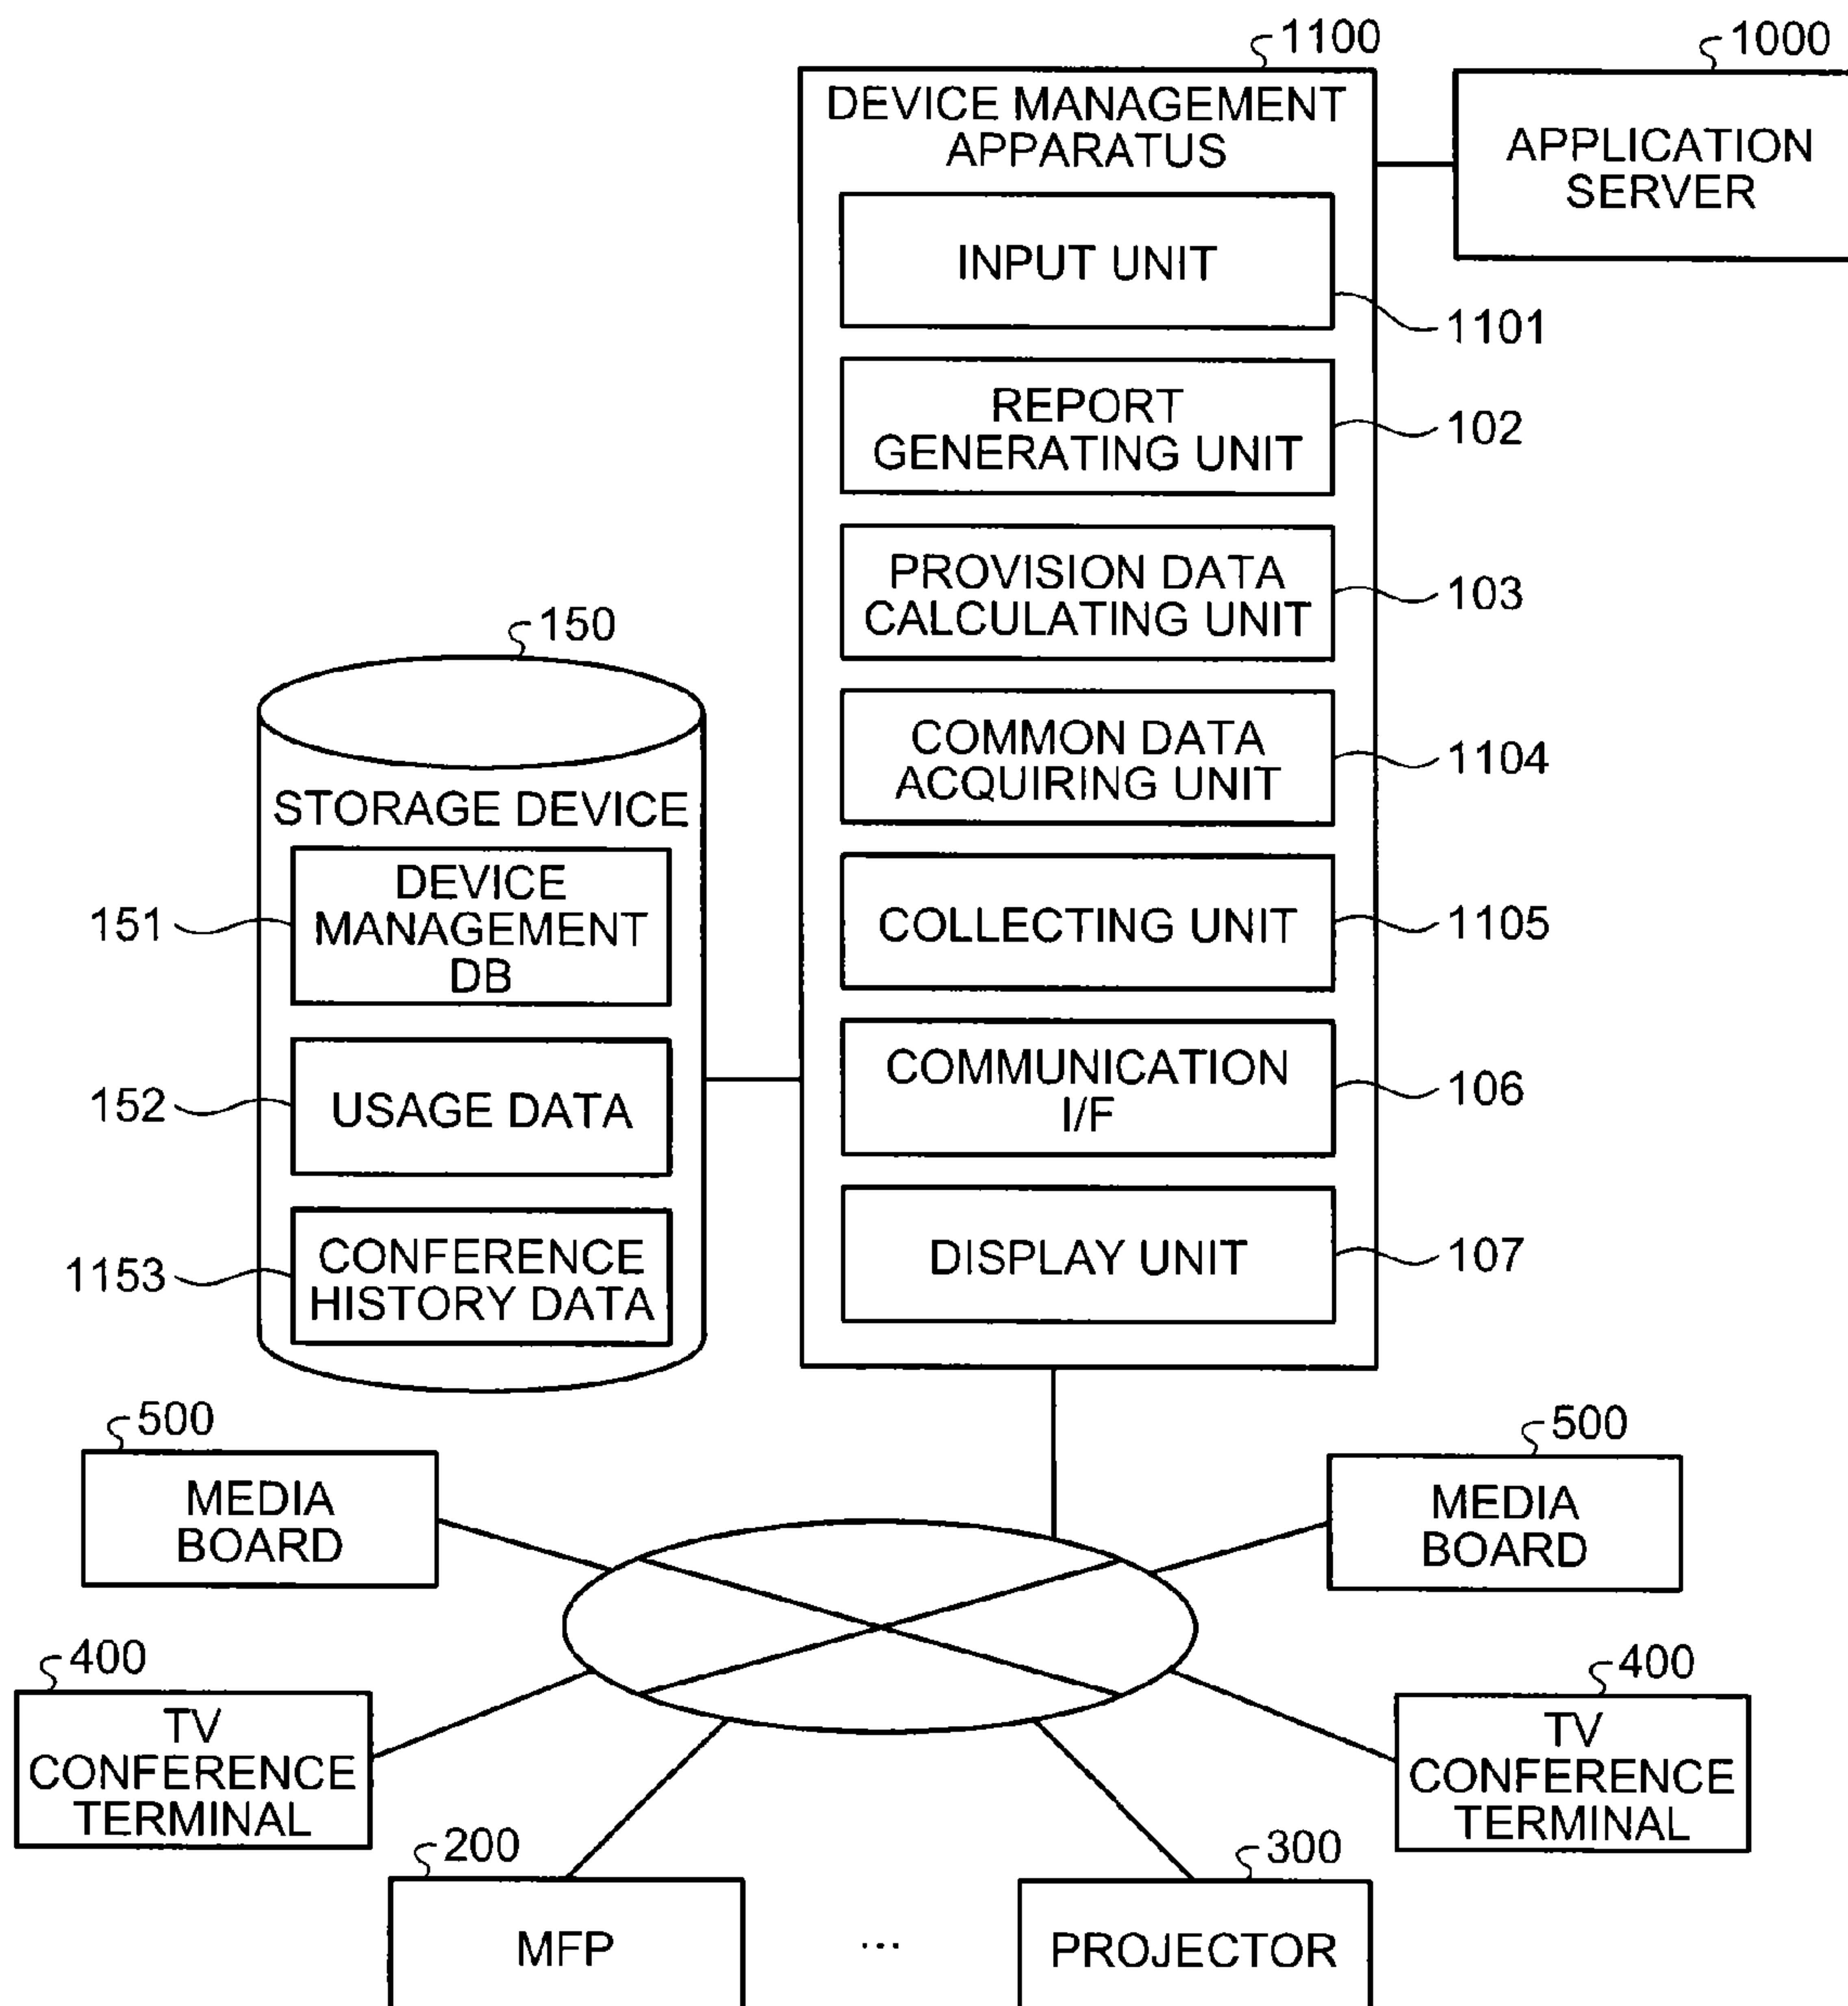 1100
1000
DEVICE MANAGEMENT
APPARATUS
APPLICATION
SERVER
INPUT UNIT
1101
REPORT
GENERATING UNIT
102
PROVISION DATA
CALCULATING UNIT
103
150
COMMON DATA
ACQUIRING UNIT
1104
STORAGE DEVICE
DEVICE
MANAGEMENT
DB
151
COLLECTING UNIT
1105
COMMUNICATION
I/F
106
USAGE DATA
152
DISPLAY UNIT
107
CONFERENCE
HISTORY DATA
1153
500
MEDIA
BOARD
500
MEDIA
BOARD
400
TV
CONFERENCE
TERMINAL
400
TV
CONFERENCE
TERMINAL
200
MFP
...
300
PROJECTOR